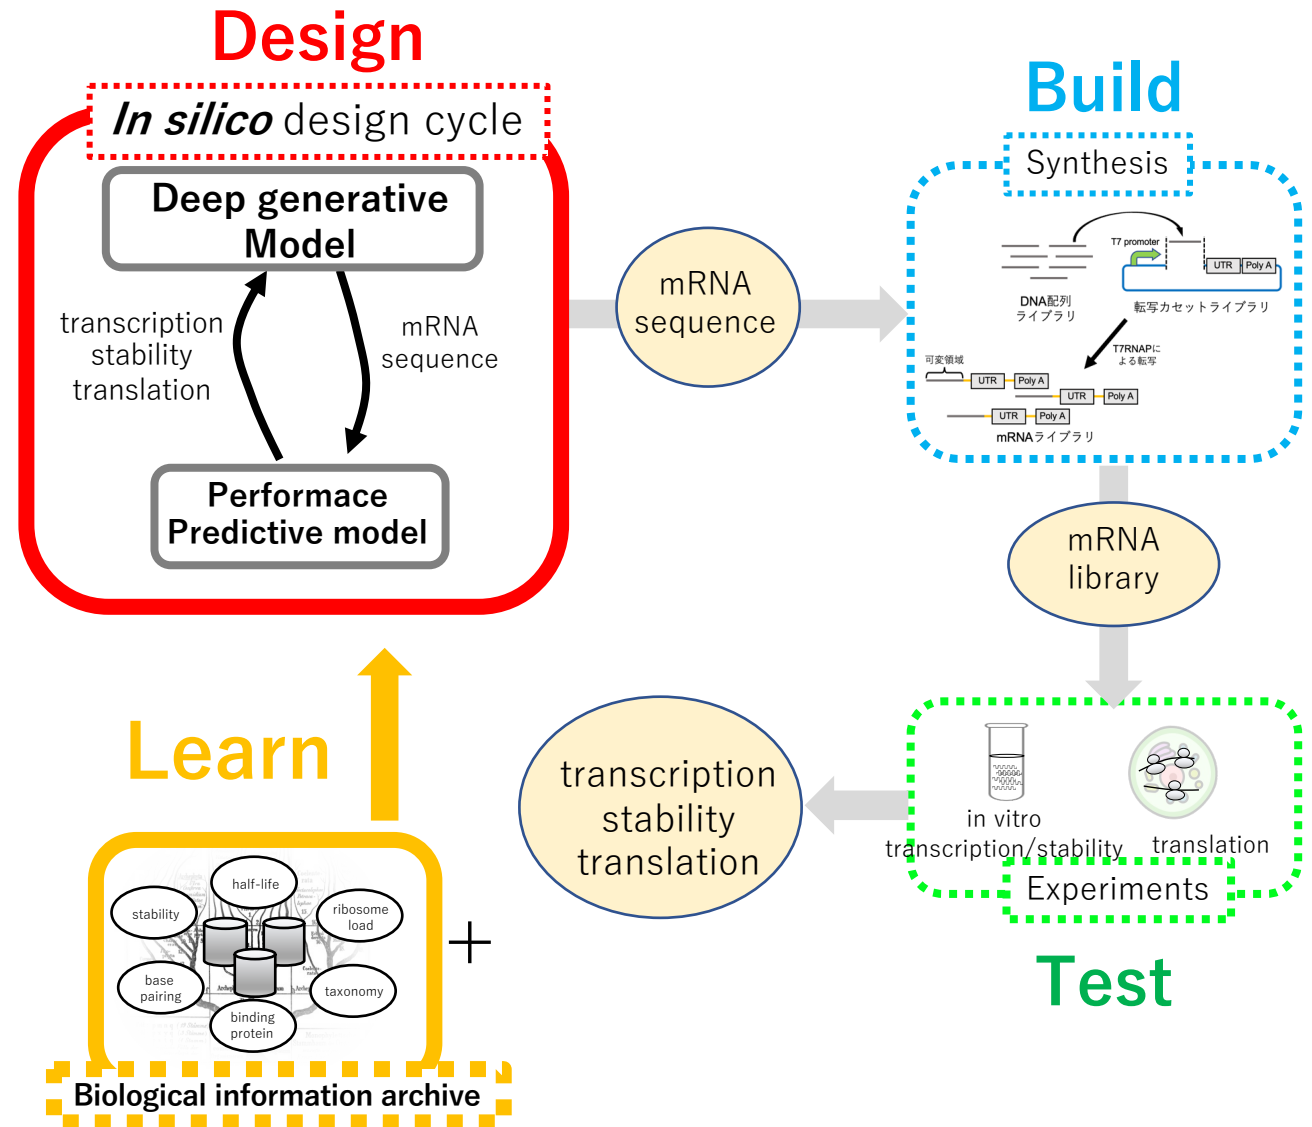 Design
In silico design cycle
Deep generative
Model
transcription
stability
translation
mRNA
sequence
Performace
Predictive model
mRNA
sequence
Build
Synthesis
T7 promoter
UTR
Poly A
DNA配列
ライブラリ
転写カセットライブラリ
T7RNAPに
よる転写
可変領域
UTR
Poly A
UTR
Poly A
UTR
Poly A
mRNAライブラリ
mRNA
library
in vitro
transcription/stability
translation
Experiments
Test
transcription
stability
translation
Learn
half-life
stability
ribosome
load
base
pairing
taxonomy
binding
protein
+
Biological information archive